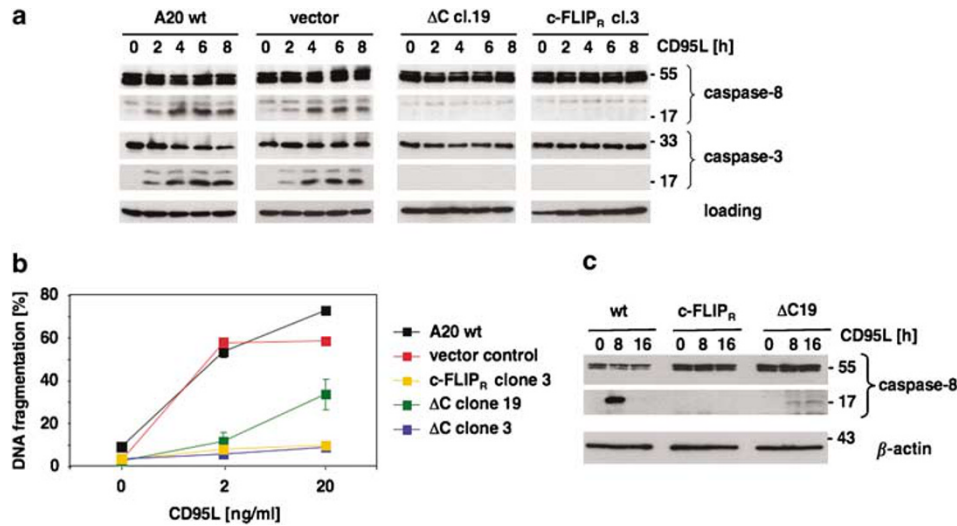 a
A20 wt vector ΔC cl.19 c-FLIPR cl.3
0 2 4 6 8 0 2 4 6 8 0 2 4 6 8 0 2 4 6 8 CD95L [h]
- 55
caspase-8
- 17
- 33
caspase-3
- 17
loading
b
DNA fragmentation [%]
80
60
40
20
0
0 2 20
CD95L [ng/ml]
A20 wt
vector control
c-FLIPR clone 3
ΔC clone 19
ΔC clone 3
c
wt c-FLIPR ΔC19
CD95L [h]
0 8 16 0 8 16 0 8 16
- 55
caspase-8
- 17
- 43
β-actin